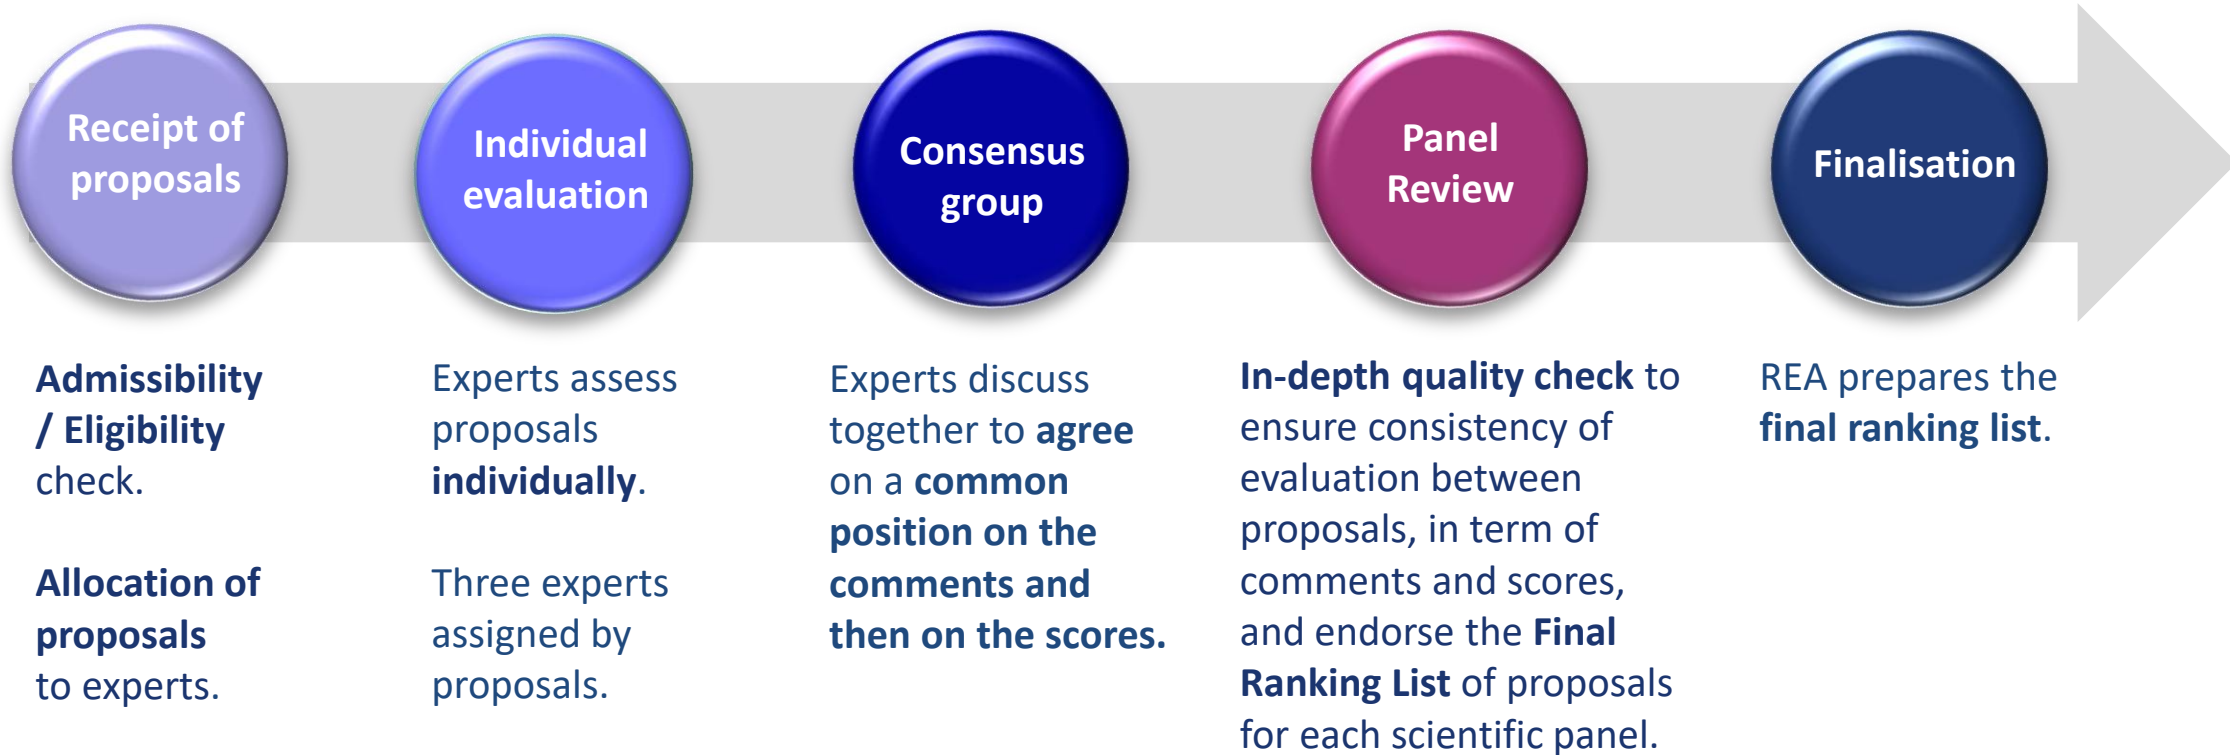 Receipt of
proposals
Individual
evaluation
Consensus
group
Panel
Review
Finalisation
Admissibility
/ Eligibility
check.
Allocation of
proposals
to experts.
Experts assess
proposals
individually.
Three experts
assigned by
proposals.
Experts discuss
together to agree
on a common
position on the
comments and
then on the scores.
In-depth quality check to
ensure consistency of
evaluation between
proposals, in term of
comments and scores,
and endorse the Final
Ranking List of proposals
for each scientific panel.
REA prepares the
final ranking list.